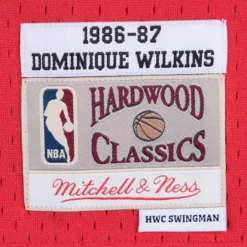 1986-87
DOMINIQUE WILKINS
HARDWOOD
CLASSICS
NBA
Mitchell & Ness
HWC SWINGMAN